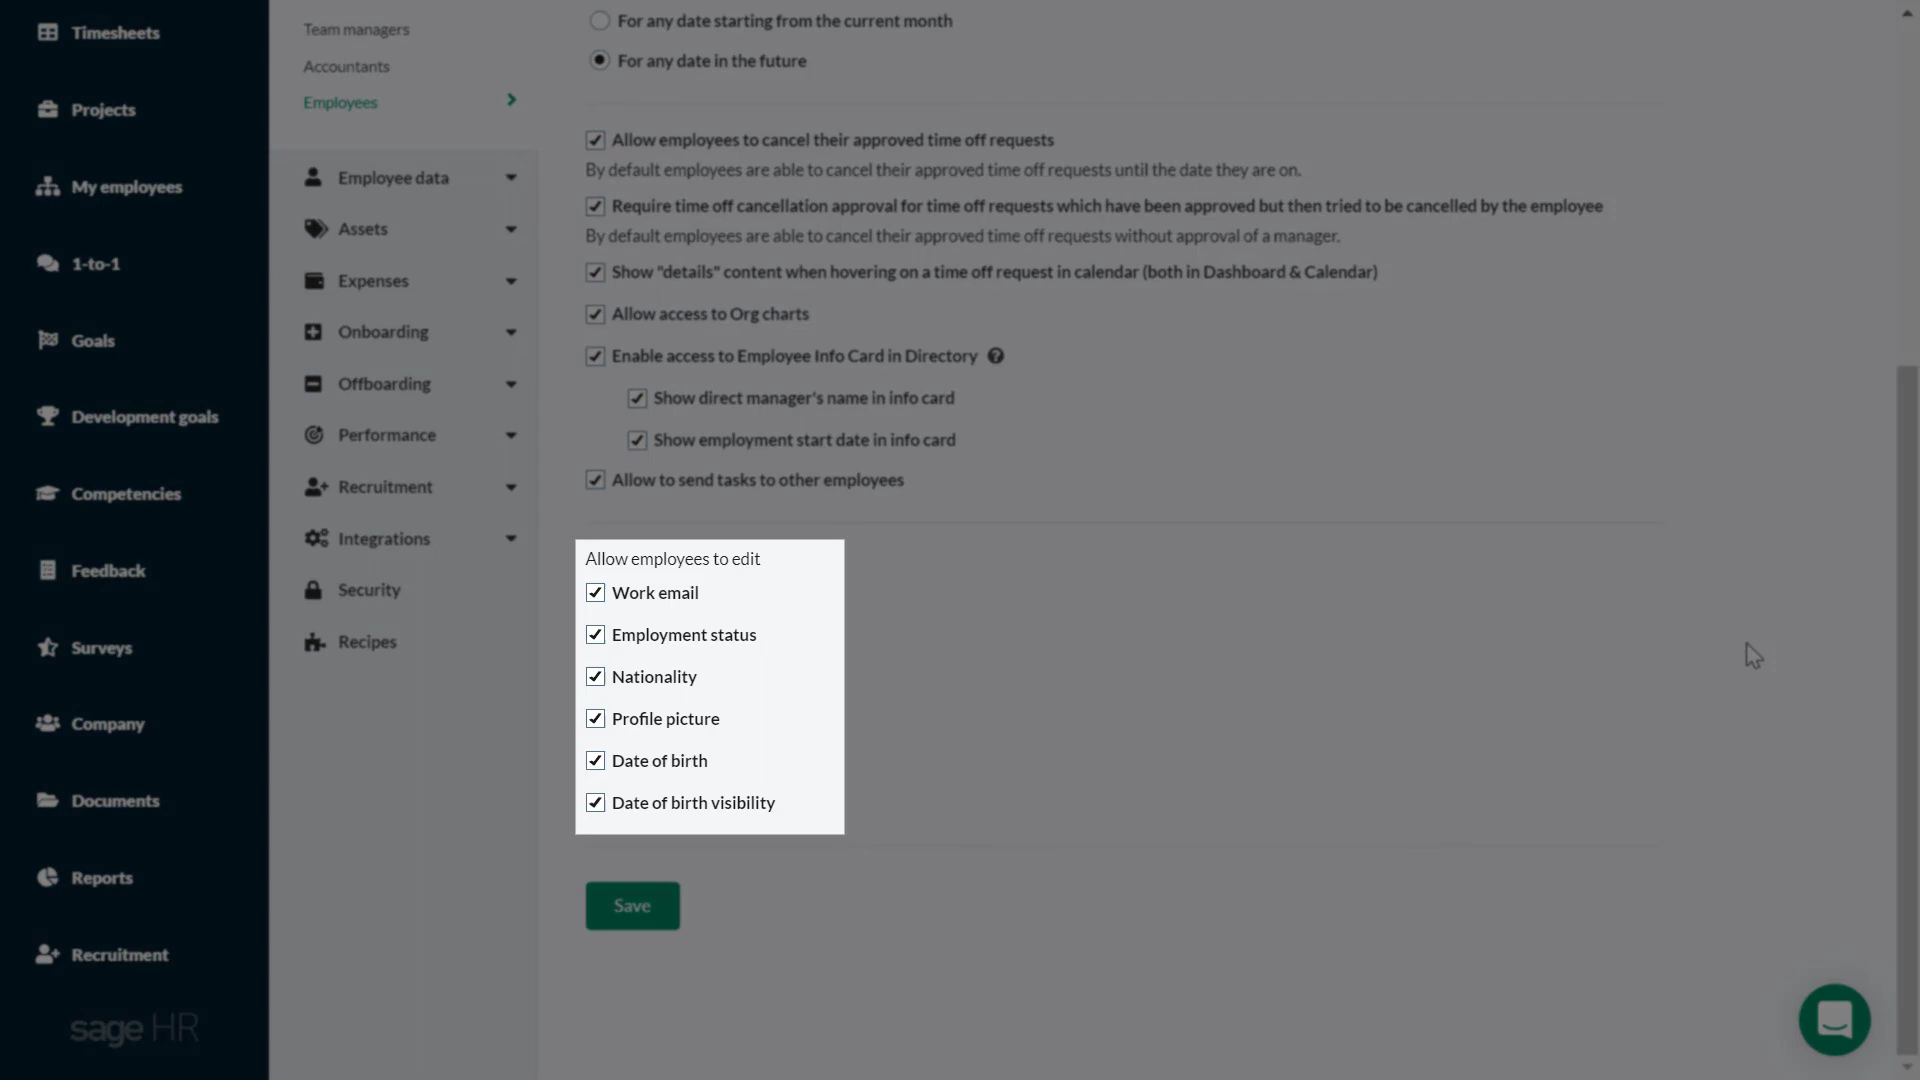 Timesheets
Projects
My employees
1-to-1
Goals
Development goals
Competencies
Feedback
Surveys
Company
Documents
Reports
Recruitment
sage HR
Team managers
Accountants
Employees
Employee data
Assets
Expenses
Onboarding
Offboarding
Performance
Recruitment
Integrations
Security
Recipes
For any date starting from the current month
For any date in the future
Allow employees to cancel their approved time off requests
By default employees are able to cancel their approved time off requests until the date they are on.
Require time off cancellation approval for time off requests which have been approved but then tried to be cancelled by the employee
By default employees are able to cancel their approved time off requests without approval of a manager.
Show "details" content when hovering on a time off request in calendar (both in Dashboard & Calendar)
Allow access to Org charts
Enable access to Employee Info Card in Directory ?
Show direct manager's name in info card
Show employment start date in info card
Allow to send tasks to other employees
Allow employees to edit
Work email
Employment status
Nationality
Profile picture
Date of birth
Date of birth visibility
Save